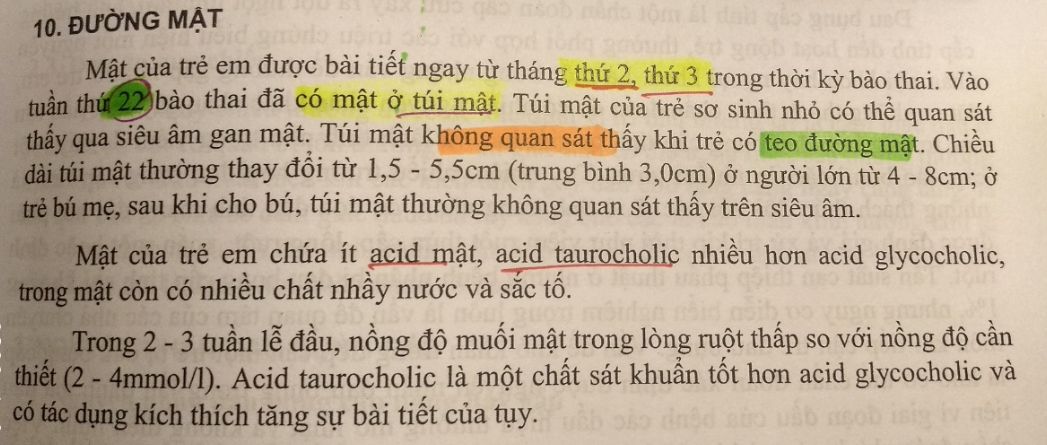 10. ĐƯỜNG MẬT
Mật của trẻ em được bài tiết ngay từ tháng thứ 2, thứ 3 trong thời kỳ bào thai. Vào
tuần thứ 22 bào thai đã có mật ở túi mật. Túi mật của trẻ sơ sinh nhỏ có thể quan sát
thấy qua siêu âm gan mật. Túi mật không quan sát thấy khi trẻ có teo đường mật. Chiều
dài túi mật thường thay đổi từ 1,5 - 5,5cm (trung bình 3,0cm) ở người lớn từ 4 - 8cm; ở
trẻ bú mẹ, sau khi cho bú, túi mật thường không quan sát thấy trên siêu âm.
Mật của trẻ em chứa ít acid mật, acid taurocholic nhiều hơn acid glycocholic,
trong mật còn có nhiều chất nhầy nước và sắc tố.
Trong 2 - 3 tuần lễ đầu, nồng độ muối mật trong lòng ruột thấp so với nồng độ cần
thiết (2 - 4mmol/l). Acid taurocholic là một chất sát khuẩn tốt hơn acid glycocholic và
có tác dụng kích thích tăng sự bài tiết của tụy.